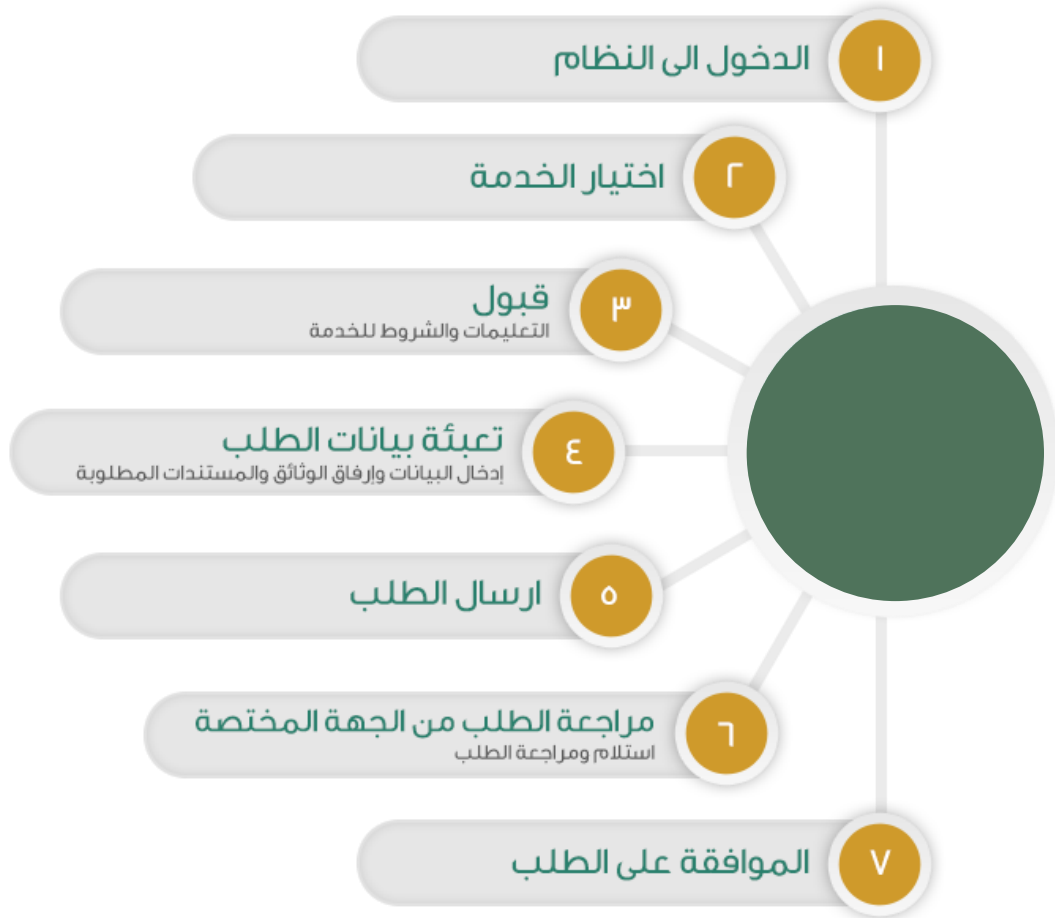 ١
الدخول الى النظام
٢
اختيار الخدمة
٣
قبول
التعليمات والشروط للخدمة
٤
تعبئة بيانات الطلب
إدخال البيانات وإرفاق الوثائق والمستندات المطلوبة
٥
ارسال الطلب
٦
مراجعة الطلب من الجهة المختصة
استلام ومراجعة الطلب
٧
الموافقة على الطلب